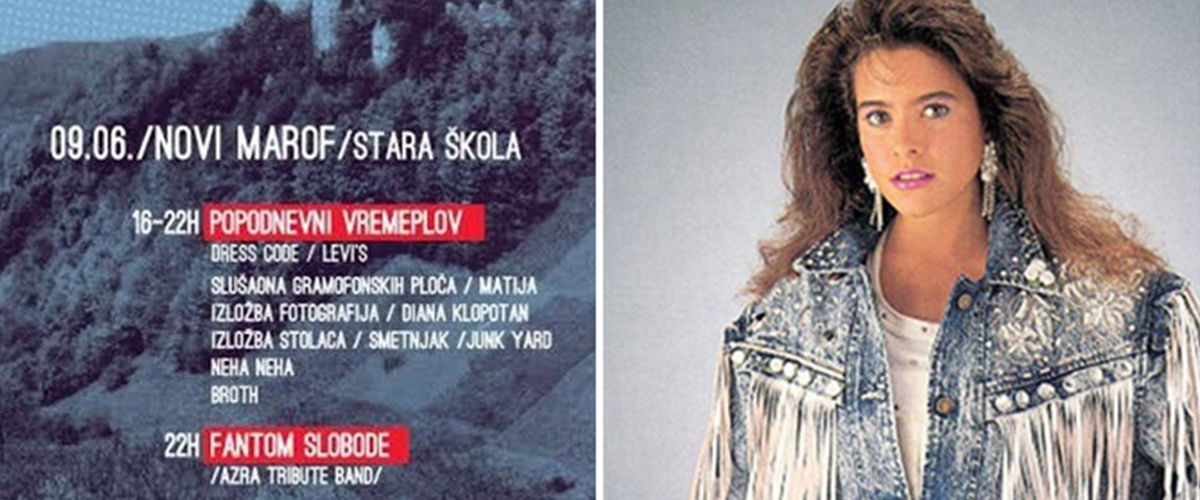 09.06./NOVI MAROF/STARA ŠKOLA
16-22H POPODNEVNI VREMEPLOV
DRESS CODE / LEVI'S
SLUŠAONA GRAMOFONSKIH PLOČA / MATIJA
IZLOŽBA FOTOGRAFIJA / DIANA KLOPOTAN
IZLOŽBA STOLACA / SMETNJAK /JUNK YARD
NEHA NEHA
BROTH
22H FANTOM SLOBODE
/AZRA TRIBUTE BAND/